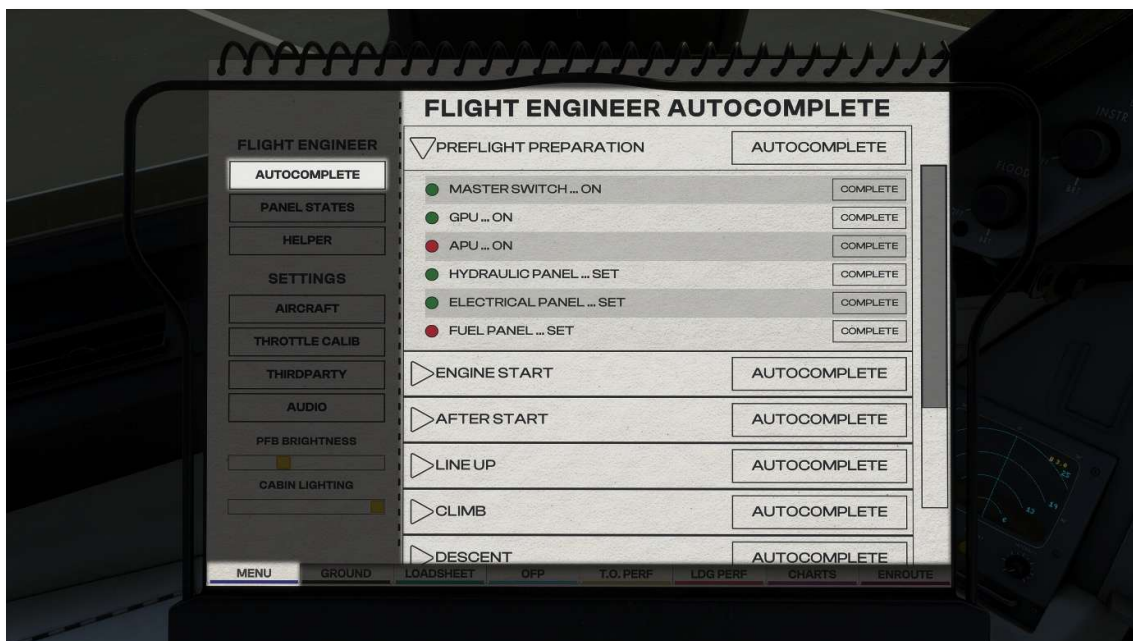 FLIGHT ENGINEER AUTOCOMPLETE
FLIGHT ENGINEER
AUTOCOMPLETE
PANEL STATES
HELPER
SETTINGS
AIRCRAFT
THROTTLE CALIB
THIRDPARTY
AUDIO
PFB BRIGHTNESS
CABIN LIGHTING
PREFLIGHT PREPARATION AUTOCOMPLETE
MASTER SWITCH ... ON COMPLETE
GPU ... ON COMPLETE
APU ... ON COMPLETE
HYDRAULIC PANEL ... SET COMPLETE
ELECTRICAL PANEL ... SET COMPLETE
FUEL PANEL ... SET COMPLETE
ENGINE START AUTOCOMPLETE
AFTER START AUTOCOMPLETE
LINE UP AUTOCOMPLETE
CLIMB AUTOCOMPLETE
DESCENT AUTOCOMPLETE
MENU GROUND LOADSHEET OFP T.O. PERF LDG PERF CHARTS ENROUTE
INSTR
FLOOD